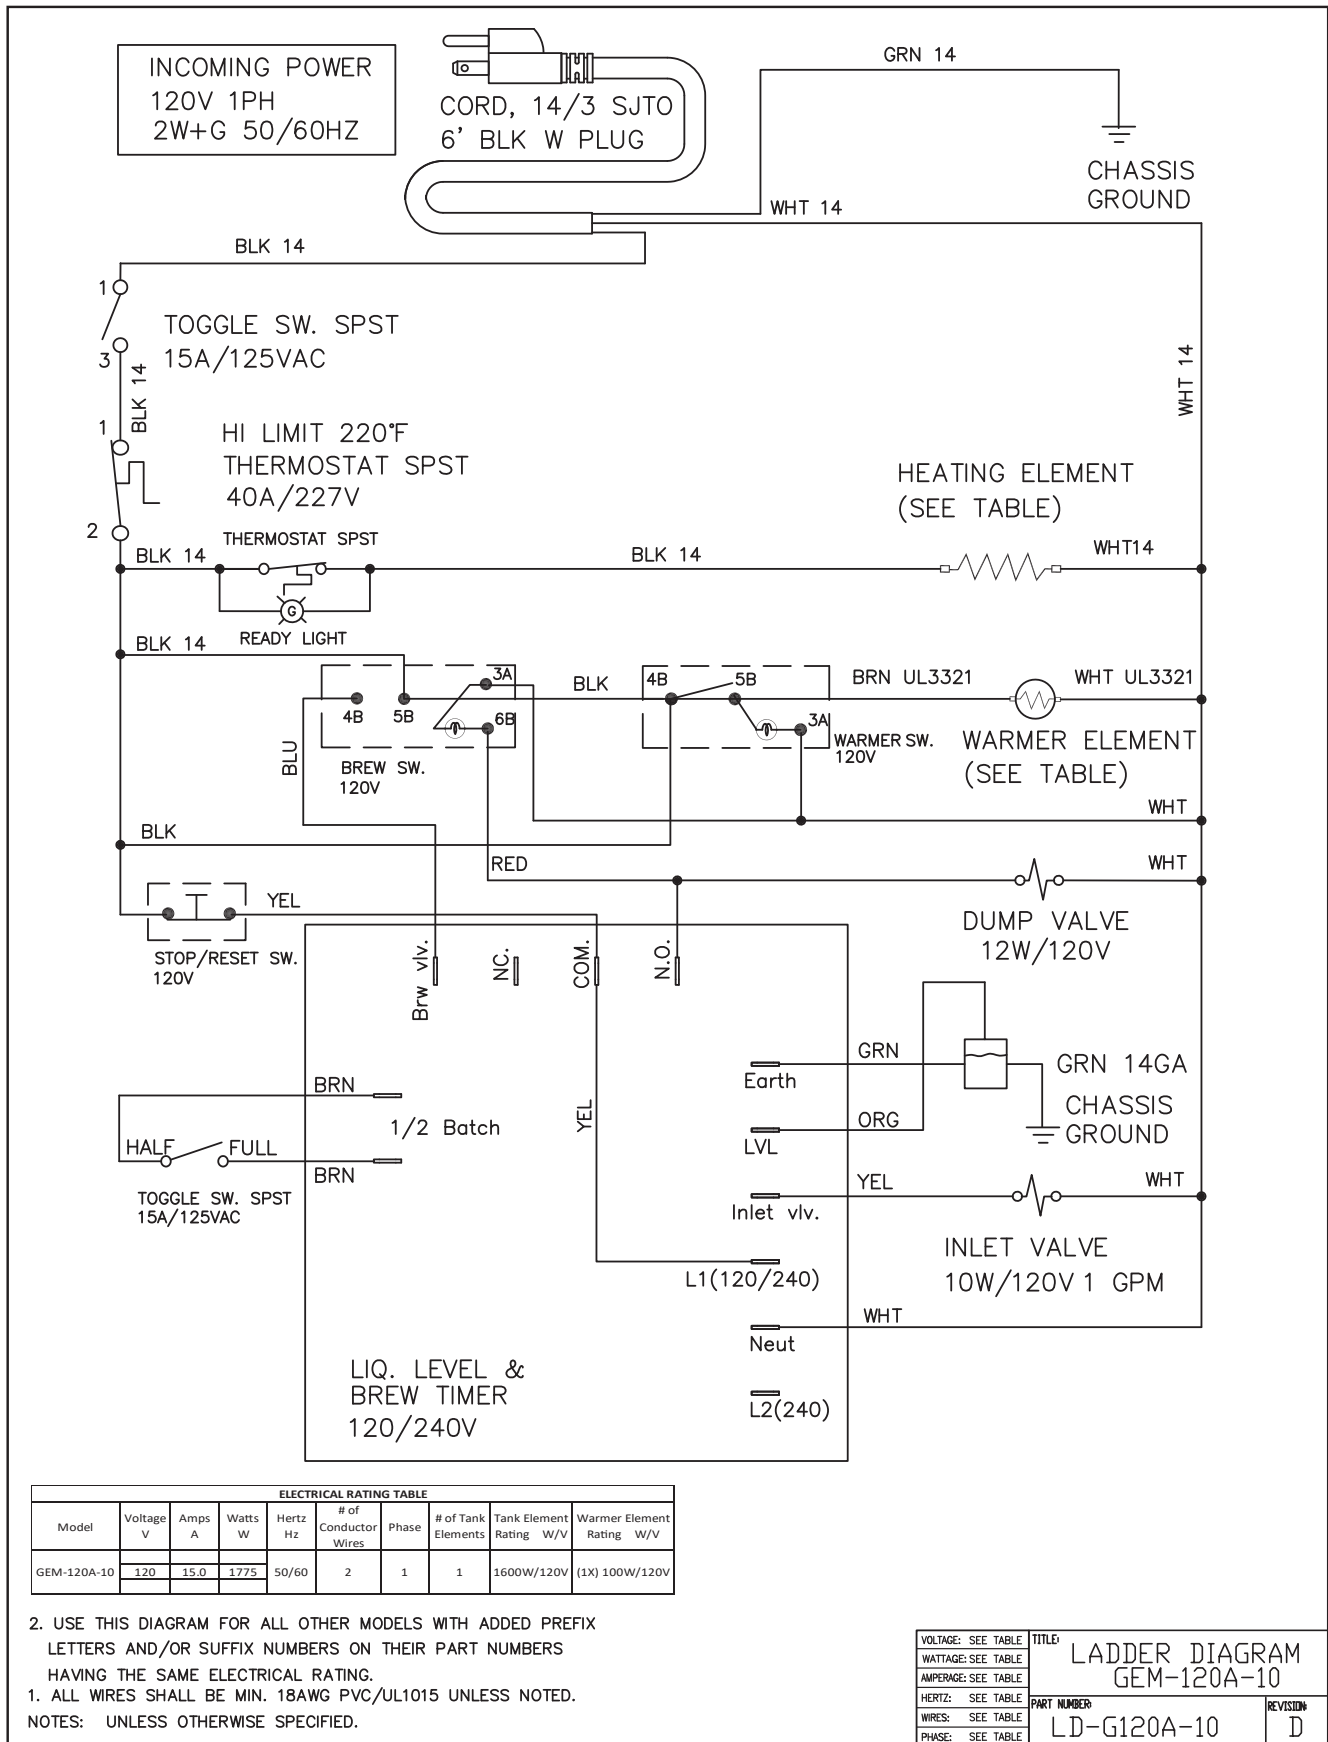 INCOMING POWER
120V 1PH
2W+G 50/60HZ
CORD, 14/3 SJTO
6' BLK W PLUG
GRN 14
CHASSIS
GROUND
WHT 14
BLK 14
1
3
TOGGLE SW. SPST
15A/125VAC
BLK 14
WHT 14
1
2
HI LIMIT 220°F
THERMOSTAT SPST
40A/227V
HEATING ELEMENT
(SEE TABLE)
BLK 14
THERMOSTAT SPST
BLK 14
WHT14
G
READY LIGHT
BLK 14
3A
4B
5B
6B
BREW SW.
120V
BLK
4B
5B
3A
WARMER SW.
120V
BRN UL3321
WHT UL3321
WARMER ELEMENT
(SEE TABLE)
BLU
WHT
BLK
RED
WHT
DUMP VALVE
12W/120V
YEL
STOP/RESET SW.
120V
Brw vlv.
NC.
COM.
N.O.
Earth
GRN
GRN 14GA
CHASSIS
GROUND
BRN
1/2 Batch
YEL
LVL
ORG
HALF
FULL
BRN
TOGGLE SW. SPST
15A/125VAC
Inlet vlv.
YEL
WHT
INLET VALVE
10W/120V 1 GPM
L1(120/240)
WHT
Neut
L2(240)
LIQ. LEVEL &
BREW TIMER
120/240V
ELECTRICAL RATING TABLE
Model
Voltage
V
Amps
A
Watts
W
Hertz
Hz
# of
Conductor
Wires
Phase
# of Tank
Elements
Tank Element
Rating W/V
Warmer Element
Rating W/V
GEM-120A-10 120 15.0 1775 50/60 2 1 1 1600W/120V (1X) 100W/120V
2. USE THIS DIAGRAM FOR ALL OTHER MODELS WITH ADDED PREFIX
LETTERS AND/OR SUFFIX NUMBERS ON THEIR PART NUMBERS
HAVING THE SAME ELECTRICAL RATING.
1. ALL WIRES SHALL BE MIN. 18AWG PVC/UL1015 UNLESS NOTED.
NOTES: UNLESS OTHERWISE SPECIFIED.
VOLTAGE: SEE TABLE
WATTAGE: SEE TABLE
AMPERAGE: SEE TABLE
HERTZ: SEE TABLE
WIRES: SEE TABLE
PHASE: SEE TABLE
TITLE:
LADDER DIAGRAM
GEM-120A-10
PART NUMBER:
LD-G120A-10
REVISION:
D